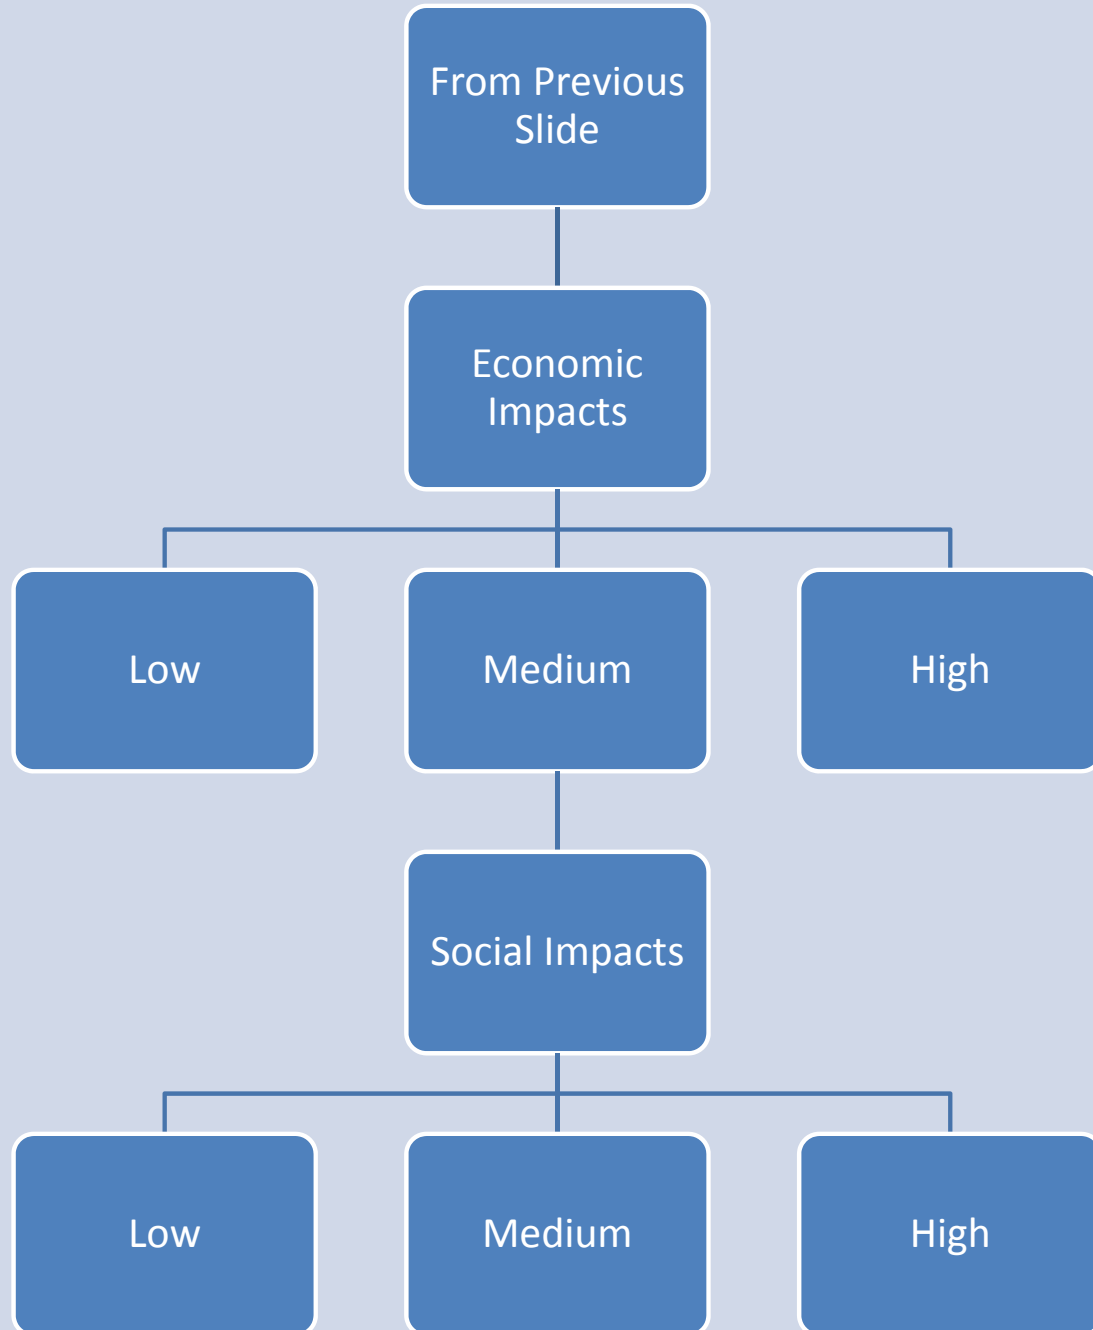 From Previous
Slide
Economic
Impacts
Low
Medium
High
Social Impacts
Low
Medium
High